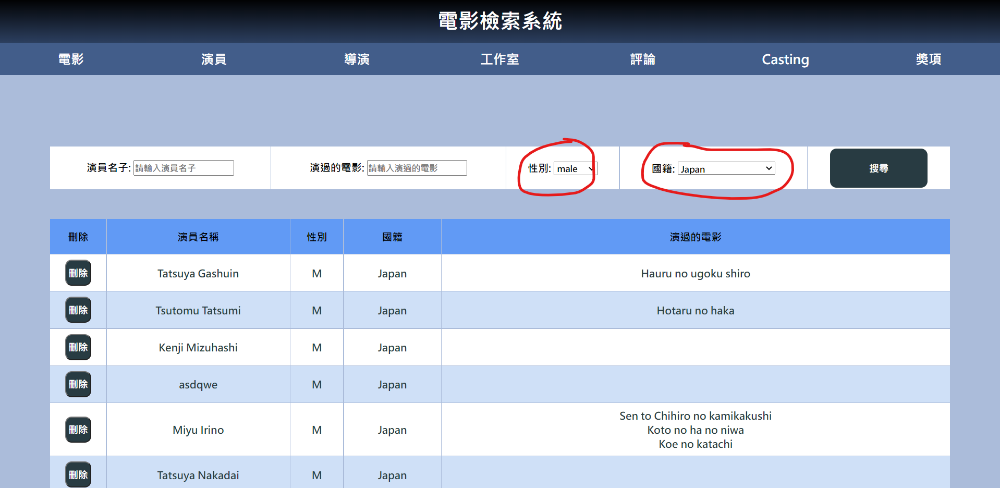 電影檢索系統
電影 演員 導演 工作室 評論 Casting 獎項
演員名子: 請輸入演員名子 演過的電影: 請輸入演過的電影 性別: male 國籍: Japan 搜尋
刪除 演員名稱 性別 國籍 演過的電影
刪除 Tatsuya Gashuin M Japan Hauru no ugoku shiro
刪除 Tsutomu Tatsumi M Japan Hotaru no haka
刪除 Kenji Mizuhashi M Japan
刪除 asdqwe M Japan
刪除 Miyu Irino M Japan Sen to Chihiro no kamikakushi
Koto no ha no niwa
Koe no katachi
刪除 Tatsuya Nakadai M Japan